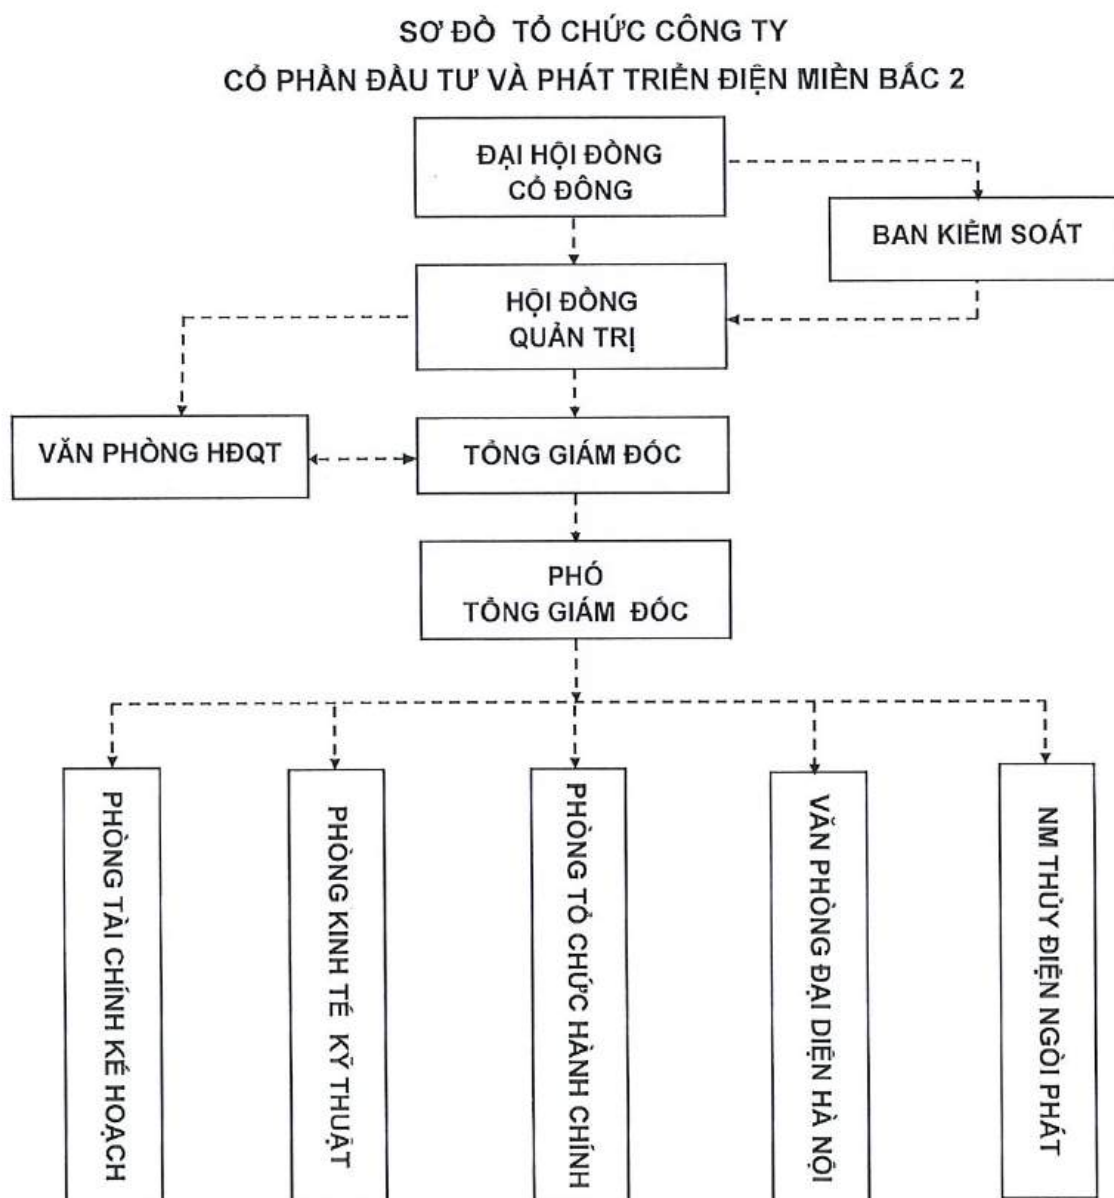 SƠ ĐỒ TỔ CHỨC CÔNG TY
CỔ PHẦN ĐẦU TƯ VÀ PHÁT TRIỂN ĐIỆN MIỀN BẮC 2
ĐẠI HỘI ĐỒNG
CỔ ĐÔNG
BAN KIỂM SOÁT
HỘI ĐỒNG
QUẢN TRỊ
VĂN PHÒNG HĐQT
TỔNG GIÁM ĐỐC
PHÓ
TỔNG GIÁM ĐỐC
PHÒNG TÀI CHÍNH KẾ HOẠCH
PHÒNG KINH TẾ KỸ THUẬT
PHÒNG TỔ CHỨC HÀNH CHÍNH
VĂN PHÒNG ĐẠI DIỆN HÀ NỘI
NM THỦY ĐIỆN NGÒI PHÁT